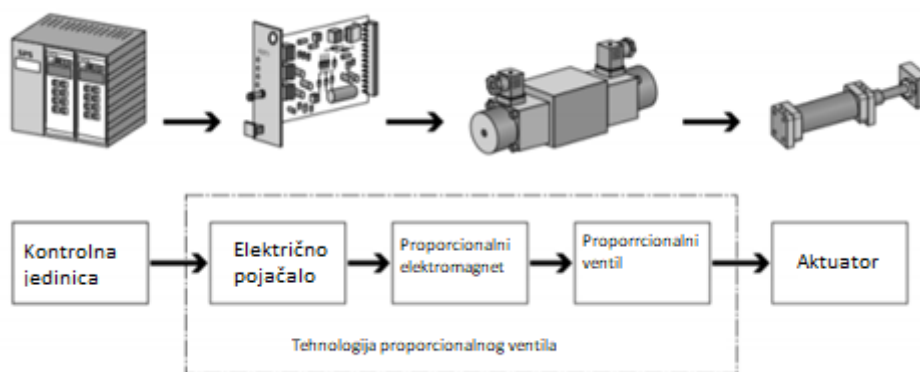 SPS
Kontrolna
jedinica
Električno
pojačalo
Proporcionalni
elektromagnet
Proporrcionalni
ventil
Aktuator
Tehnologija proporcionalnog ventila